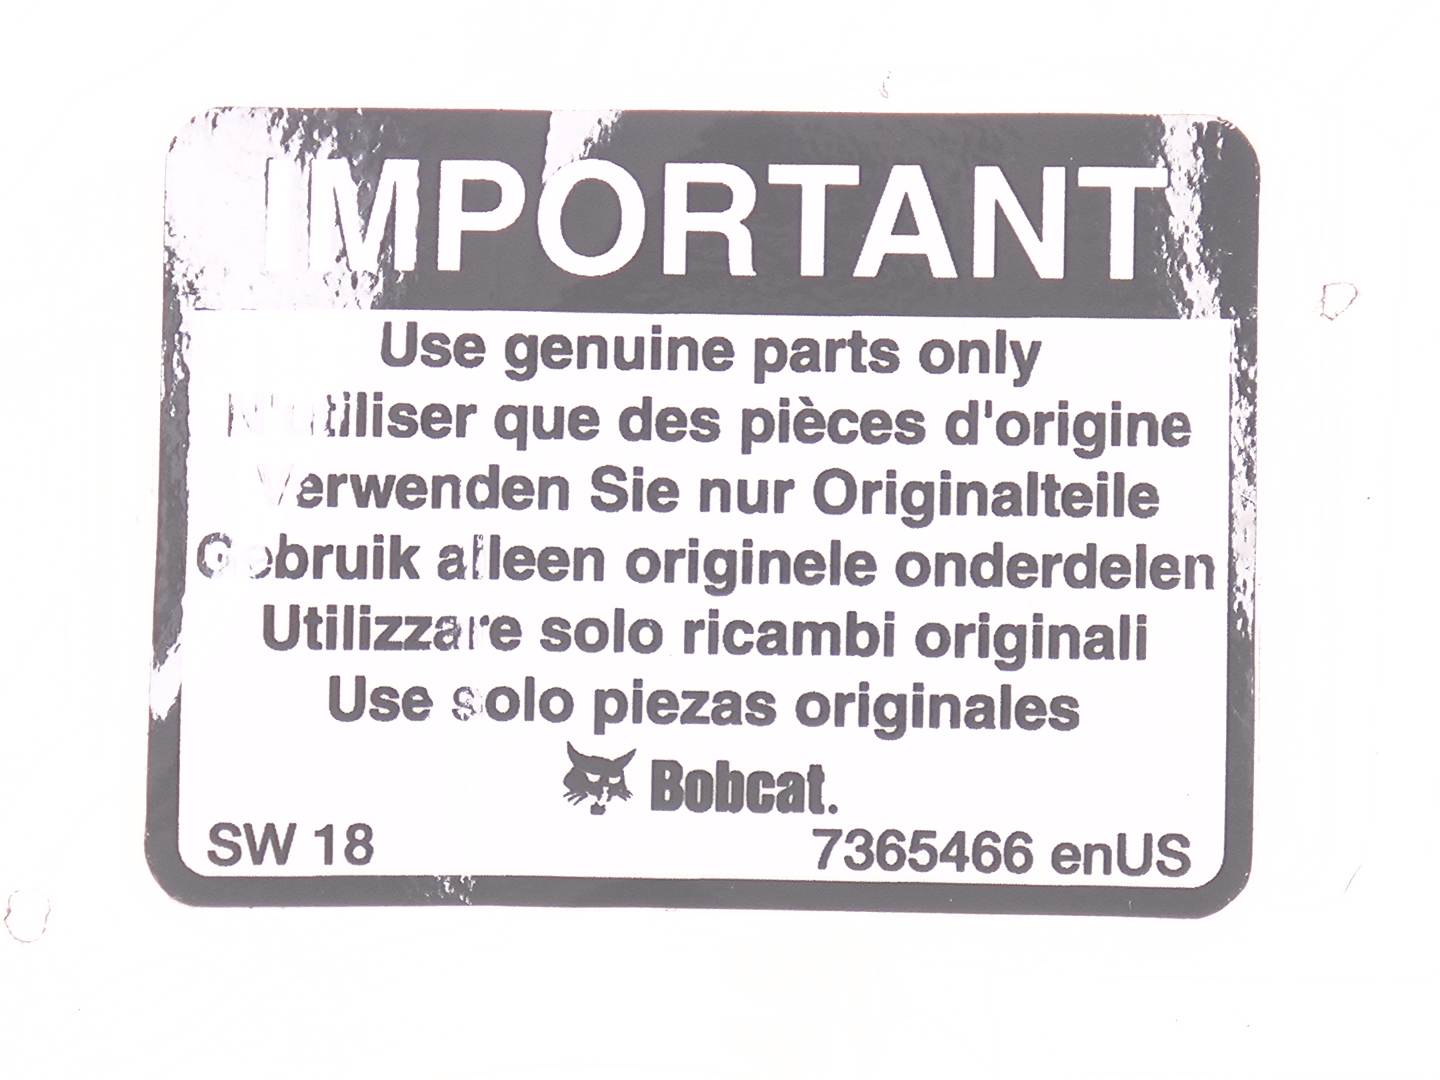 IMPORTANT
Use genuine parts only
N'utiliser que des pièces d'origine
Verwenden Sie nur Originalteile
Gebruik alleen originele onderdelen
Utilizzare solo ricambi originali
Use solo piezas originales
Bobcat.
SW 18
7365466 enUS